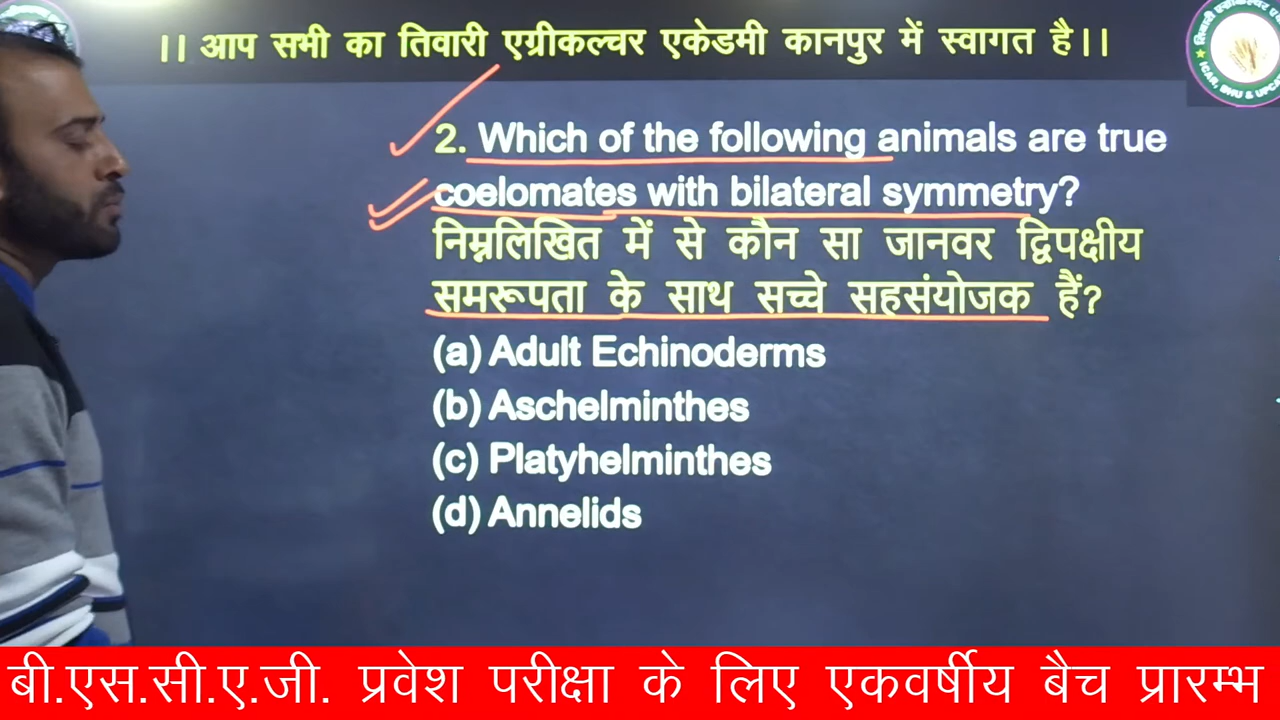 ।। आप सभी का तिवारी एग्रीकल्चर एकेडमी कानपुर में स्वागत है।।
2. Which of the following animals are true
coelomates with bilateral symmetry?
निम्नलिखित में से कौन सा जानवर द्विपक्षीय
समरूपता के साथ सच्चे सहसंयोजक हैं?
(a) Adult Echinoderms
(b) Aschelminthes
(c) Platyhelminthes
(d) Annelids
बी.एस.सी.ए.जी. प्रवेश परीक्षा के लिए एकवर्षीय बैच प्रारम्भ